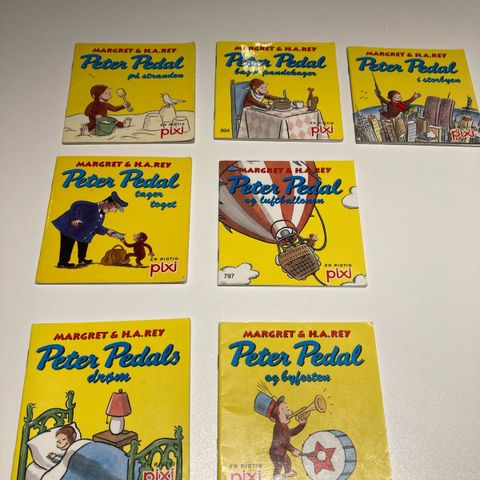 MARGRET & H.A.REY
Peter Pedal
på stranden
EN RIGTIG
pixi
MARGRET & H.A.REY
Peter Pedal
bager pandekager
804
EN RIGTIG
pixi
MARGRET & H.A.REY
Peter Pedal
i storbyen
EN RIGTIG
pixi
MARGRET & H.A.REY
Peter Pedal
tager
toget
EN RIGTIG
pixi
MARGRET & H.A.REY
Peter Pedal
og luftballonen
797
EN RIGTIG
pixi
MARGRET & H.A.REY
Peter Pedals
drøm
EN RIGTIG
pixi
MARGRET & H.A.REY
Peter Pedal
og byfesten
EN RIGTIG
pixi